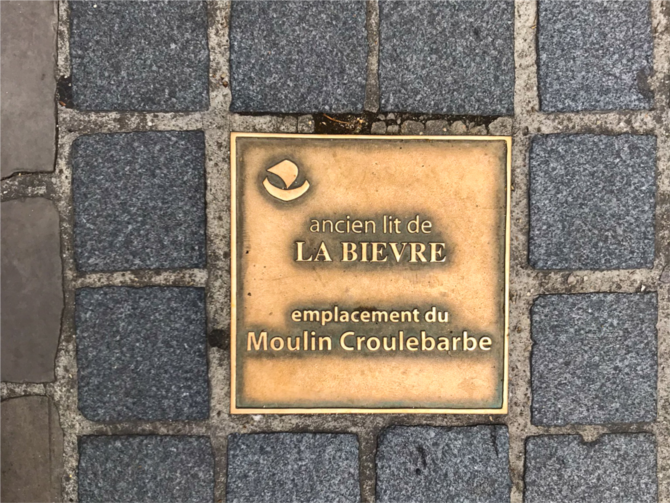 ancien lit de
LA BIEVRE
emplacement du
Moulin Croulebarbe